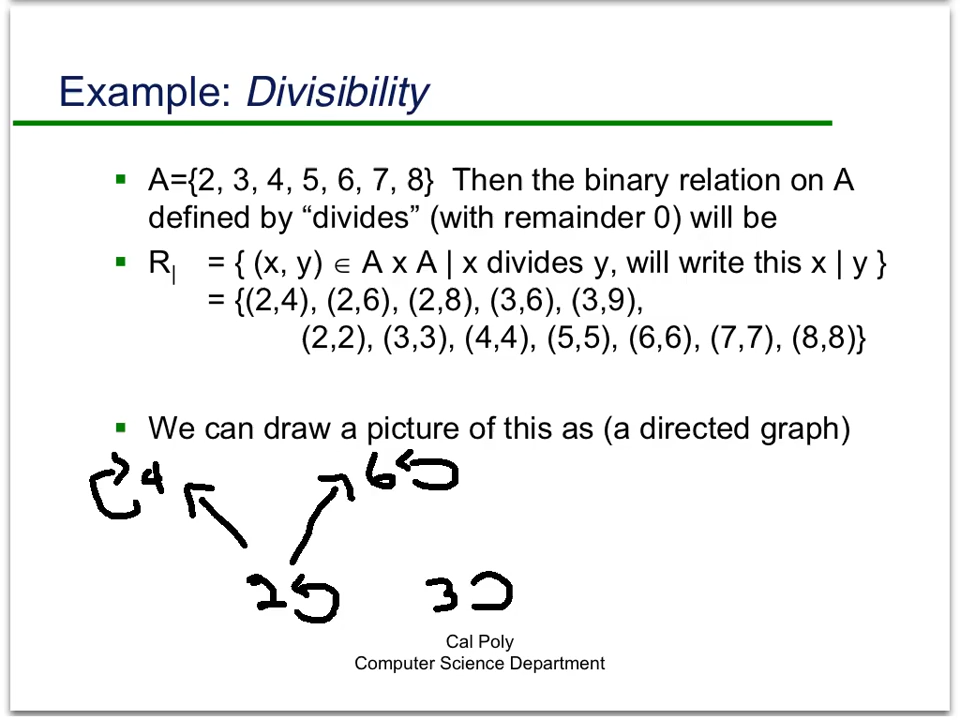 Example: Divisibility
A={2, 3, 4, 5, 6, 7, 8} Then the binary relation on A
defined by “divides” (with remainder 0) will be
R| = { (x, y) ∈ A x A | x divides y, will write this x | y }
= {(2,4), (2,6), (2,8), (3,6), (3,9),
(2,2), (3,3), (4,4), (5,5), (6,6), (7,7), (8,8)}
We can draw a picture of this as (a directed graph)
4 6
2 3
Cal Poly
Computer Science Department